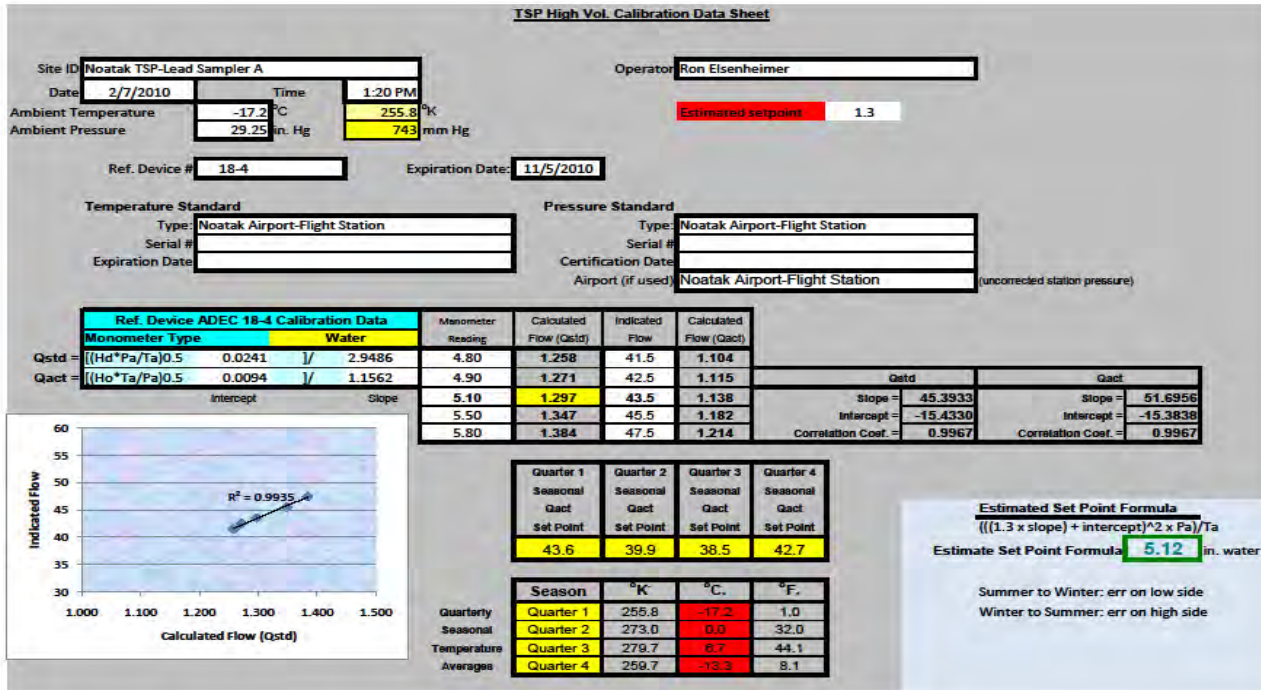 TSP High Vol. Calibration Data Sheet
Site ID Noatak TSP-Lead Sampler A Operator Ron Elsenheimer
Date 2/7/2010 Time 1:20 PM
Ambient Temperature -17.2 °C 255.8 °K Estimated setpoint 1.3
Ambient Pressure 29.25 in. Hg 743 mm Hg
Ref. Device # 18-4 Expiration Date: 11/5/2010
Temperature Standard Pressure Standard
Type: Noatak Airport-Flight Station Type: Noatak Airport-Flight Station
Serial # Serial #
Expiration Date Certification Date
Airport (if used) Noatak Airport-Flight Station (uncorrected station pressure)
Ref. Device ADEC 18-4 Calibration Data Manometer Calculated Indicated Calculated
Monometer Type Water Reading Flow (Qstd) Flow Flow (Qact)
Qstd = [(Hd*Pa/Ta)0.5 0.0241 ]/ 2.9486 4.80 1.258 41.5 1.104
Qact = [(Ho*Ta/Pa)0.5 0.0094 ]/ 1.1562 4.90 1.271 42.5 1.115 Qstd Qact
Intercept Slope 5.10 1.297 43.5 1.138 Slope = 45.3933 Slope = 51.6956
5.50 1.347 45.5 1.182 Intercept = -15.4330 Intercept = -15.3838
5.80 1.384 47.5 1.214 Correlation Coef. = 0.9967 Correlation Coef. = 0.9967
60
55
50
45
40
35
30
Indicated Flow
R² = 0.9935
1.000 1.100 1.200 1.300 1.400 1.500
Calculated Flow (Qstd)
Quarter 1 Quarter 2 Quarter 3 Quarter 4
Seasonal Seasonal Seasonal Seasonal
Qact Qact Qact Qact
Set Point Set Point Set Point Set Point
43.6 39.9 38.5 42.7
Estimated Set Point Formula
(((1.3 x slope) + intercept)^2 x Pa)/Ta
Estimate Set Point Formula 5.12 in. water
Summer to Winter: err on low side
Winter to Summer: err on high side
Season °K °C. °F.
Quarterty Quarter 1 255.8 -17.2 1.0
Seasonal Quarter 2 273.0 0.0 32.0
Temperature Quarter 3 279.7 6.7 44.1
Averages Quarter 4 259.7 -13.3 8.1